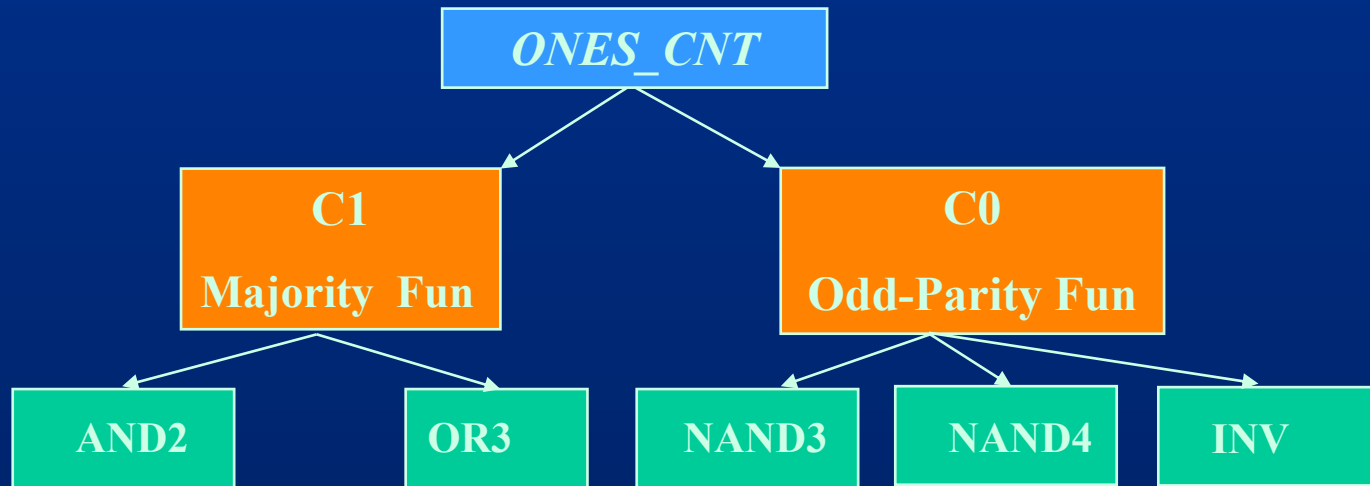 ONES_CNT
C1
Majority Fun
C0
Odd-Parity Fun
AND2
OR3
NAND3
NAND4
INV